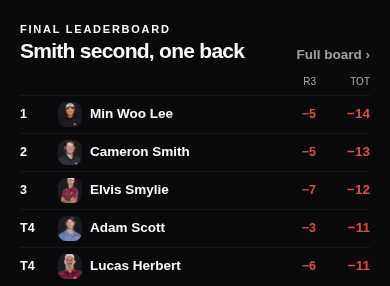 FINAL LEADERBOARD
Smith second, one back
Full board ›
R3 TOT
1 Min Woo Lee −5 −14
2 Cameron Smith −5 −13
3 Elvis Smylie −7 −12
T4 Adam Scott −3 −11
T4 Lucas Herbert −6 −11